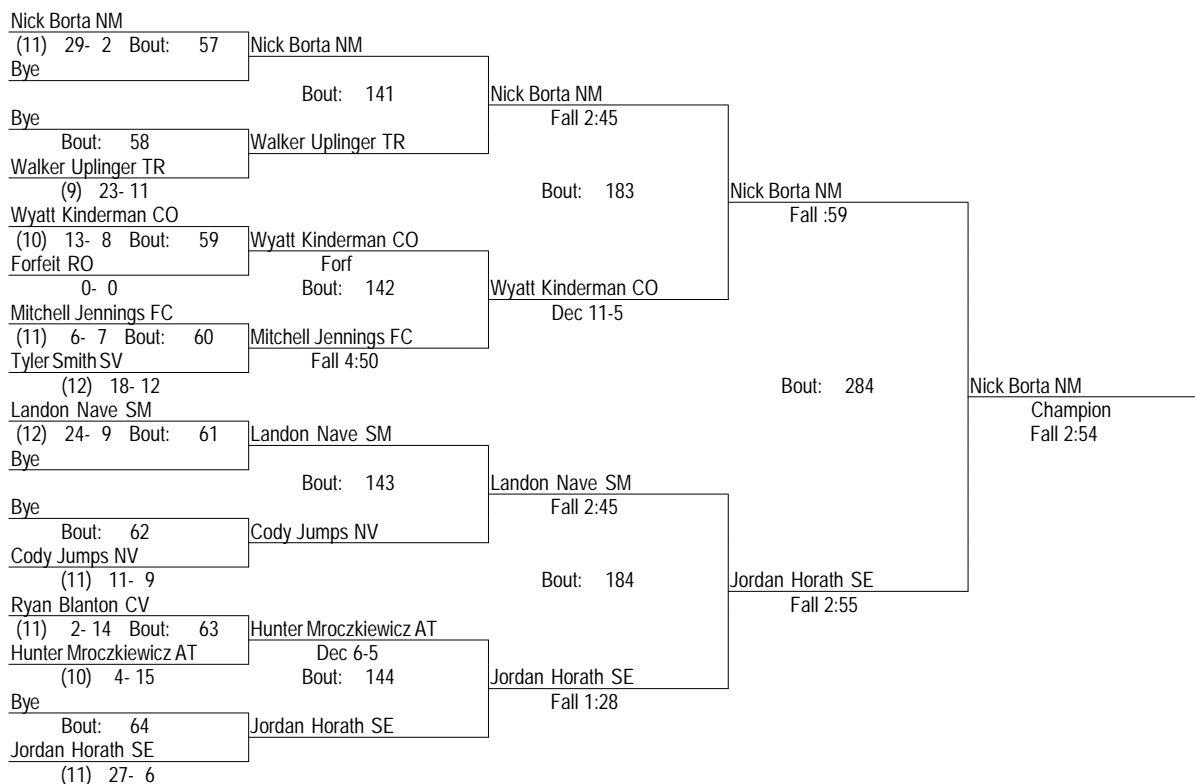 Nick Borta NM
(11) 29- 2 Bout: 57 Nick Borta NM
Bye
Bout: 141 Nick Borta NM
Bye Fall 2:45
Bout: 58 Walker Uplinger TR
Walker Uplinger TR
(9) 23- 11 Bout: 183 Nick Borta NM
Wyatt Kinderman CO Fall :59
(10) 13- 8 Bout: 59 Wyatt Kinderman CO
Forfeit RO Forf
0- 0 Bout: 142 Wyatt Kinderman CO
Mitchell Jennings FC Dec 11-5
(11) 6- 7 Bout: 60 Mitchell Jennings FC
Tyler Smith SV Fall 4:50
(12) 18- 12 Bout: 284 Nick Borta NM
Landon Nave SM Champion
(12) 24- 9 Bout: 61 Landon Nave SM Fall 2:54
Bye
Bout: 143 Landon Nave SM
Bye Fall 2:45
Bout: 62 Cody Jumps NV
Cody Jumps NV
(11) 11- 9 Bout: 184 Jordan Horath SE
Ryan Blanton CV Fall 2:55
(11) 2- 14 Bout: 63 Hunter Mroczkiewicz AT
Hunter Mroczkiewicz AT Dec 6-5
(10) 4- 15 Bout: 144 Jordan Horath SE
Bye Fall 1:28
Bout: 64 Jordan Horath SE
Jordan Horath SE
(11) 27- 6